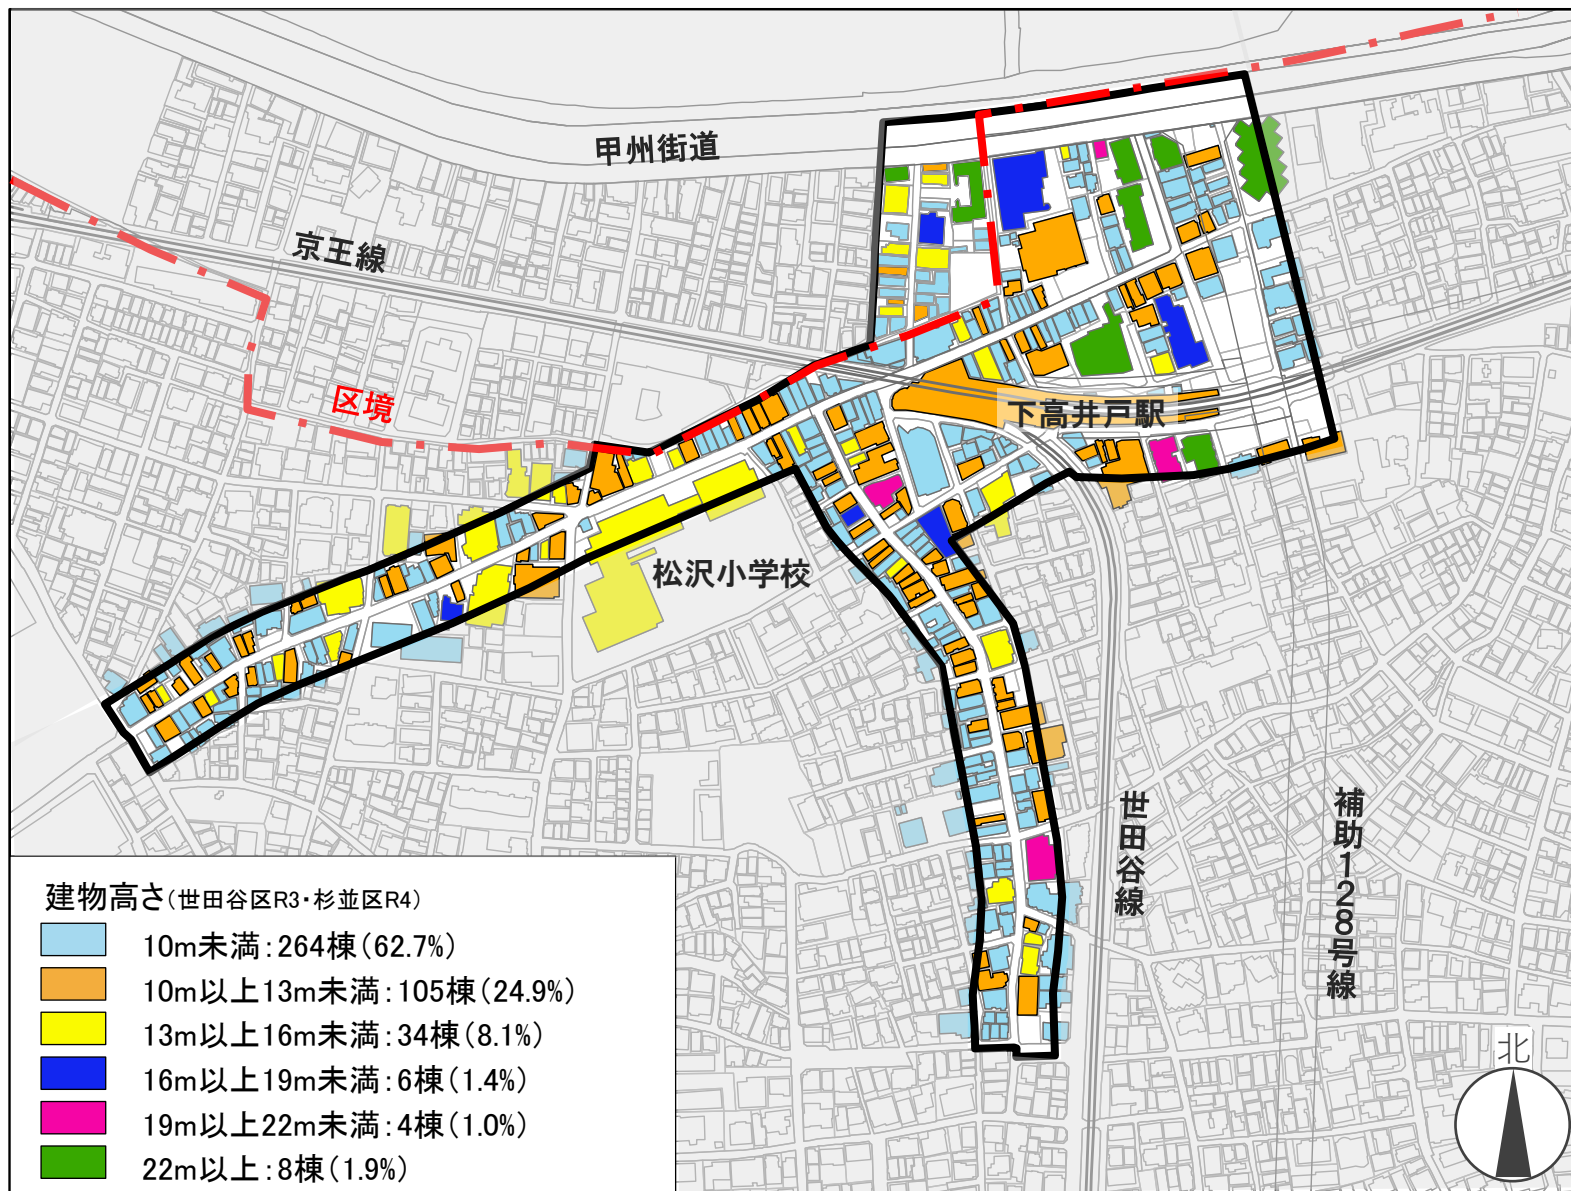 甲州街道
京王線
区境
下高井戸駅
松沢小学校
世田谷線
補助128号線
建物高さ(世田谷区R3・杉並区R4)
10m未満:264棟(62.7%)
10m以上13m未満:105棟(24.9%)
13m以上16m未満:34棟(8.1%)
16m以上19m未満:6棟(1.4%)
19m以上22m未満:4棟(1.0%)
22m以上:8棟(1.9%)
北